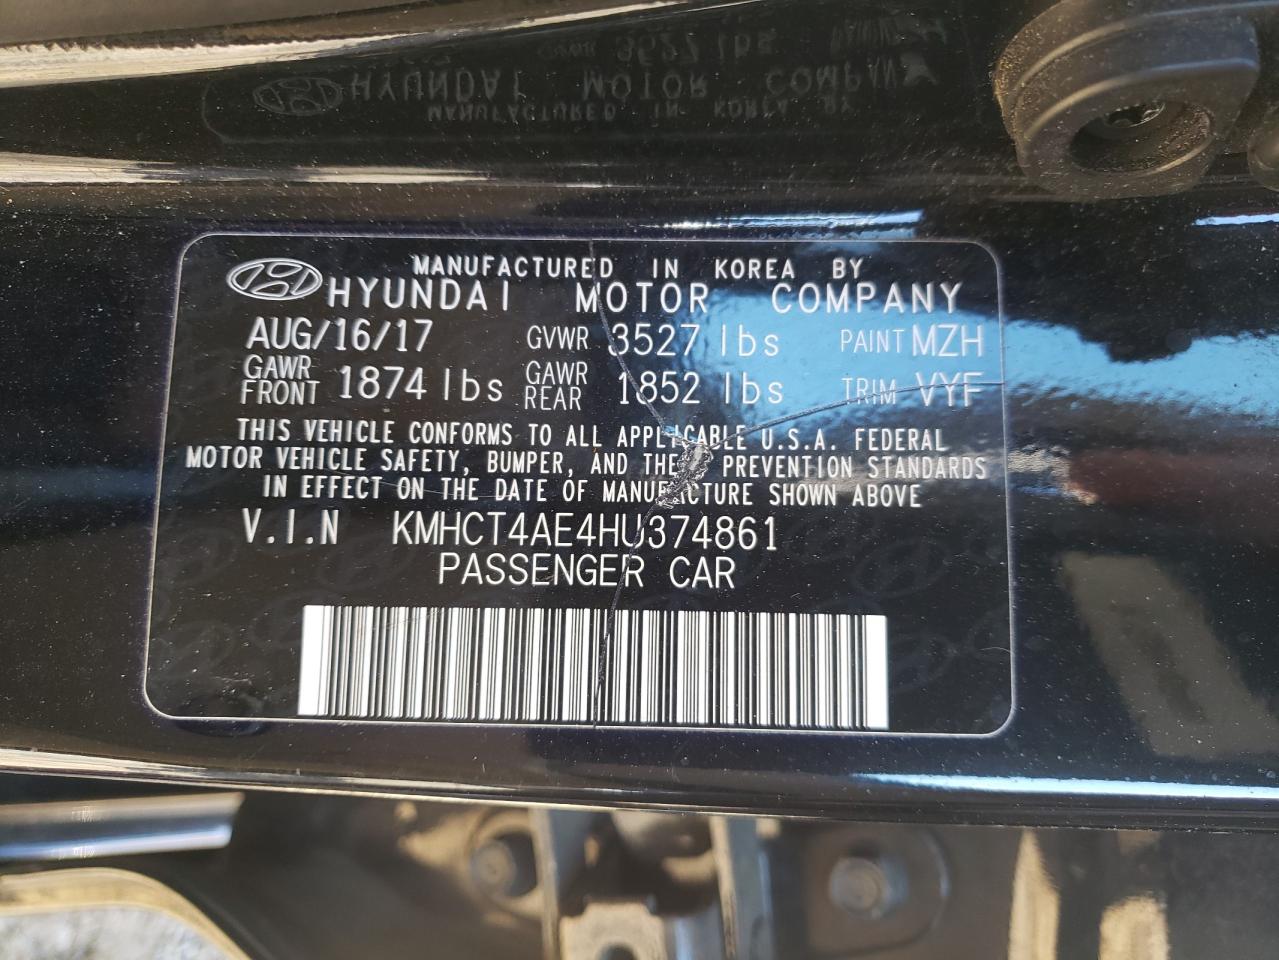 MANUFACTURED IN KOREA BY
HYUNDAI MOTOR COMPANY
AUG/16/17 GVWR 3527 lbs PAINT MZH
GAWR FRONT 1874 lbs GAWR REAR 1852 lbs TRIM VYF
THIS VEHICLE CONFORMS TO ALL APPLICABLE U.S.A. FEDERAL
MOTOR VEHICLE SAFETY, BUMPER, AND THEFT PREVENTION STANDARDS
IN EFFECT ON THE DATE OF MANUFACTURE SHOWN ABOVE
V.I.N KMHCT4AE4HU374861
PASSENGER CAR